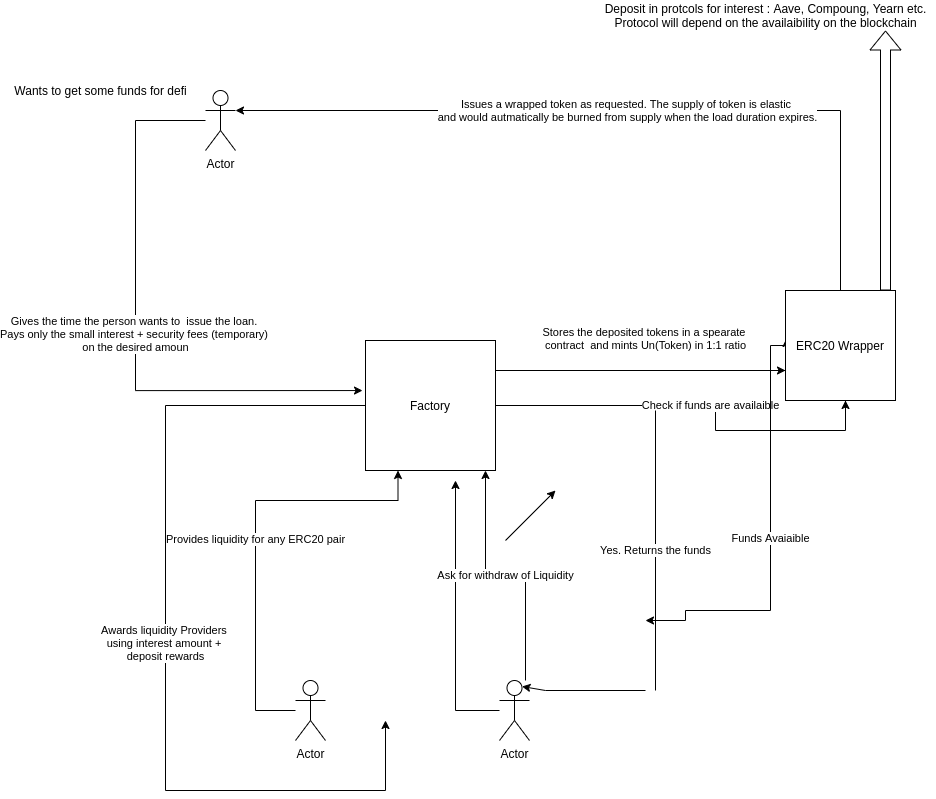 Deposit in protcols for interest : Aave, Compoung, Yearn etc.
Protocol will depend on the availaibility on the blockchain
Wants to get some funds for defi
Issues a wrapped token as requested. The supply of token is elastic
and would autmatically be burned from supply when the load duration expires.
Actor
Gives the time the person wants to  issue the loan.
Pays only the small interest + security fees (temporary)
on the desired amoun
Stores the deposited tokens in a spearate
contract  and mints Un(Token) in 1:1 ratio
ERC20 Wrapper
Factory
Check if funds are availaible
Provides liquidity for any ERC20 pair
Funds Avaiaible
Yes. Returns the funds
Ask for withdraw of Liquidity
Awards liquidity Providers
using interest amount +
deposit rewards
Actor
Actor